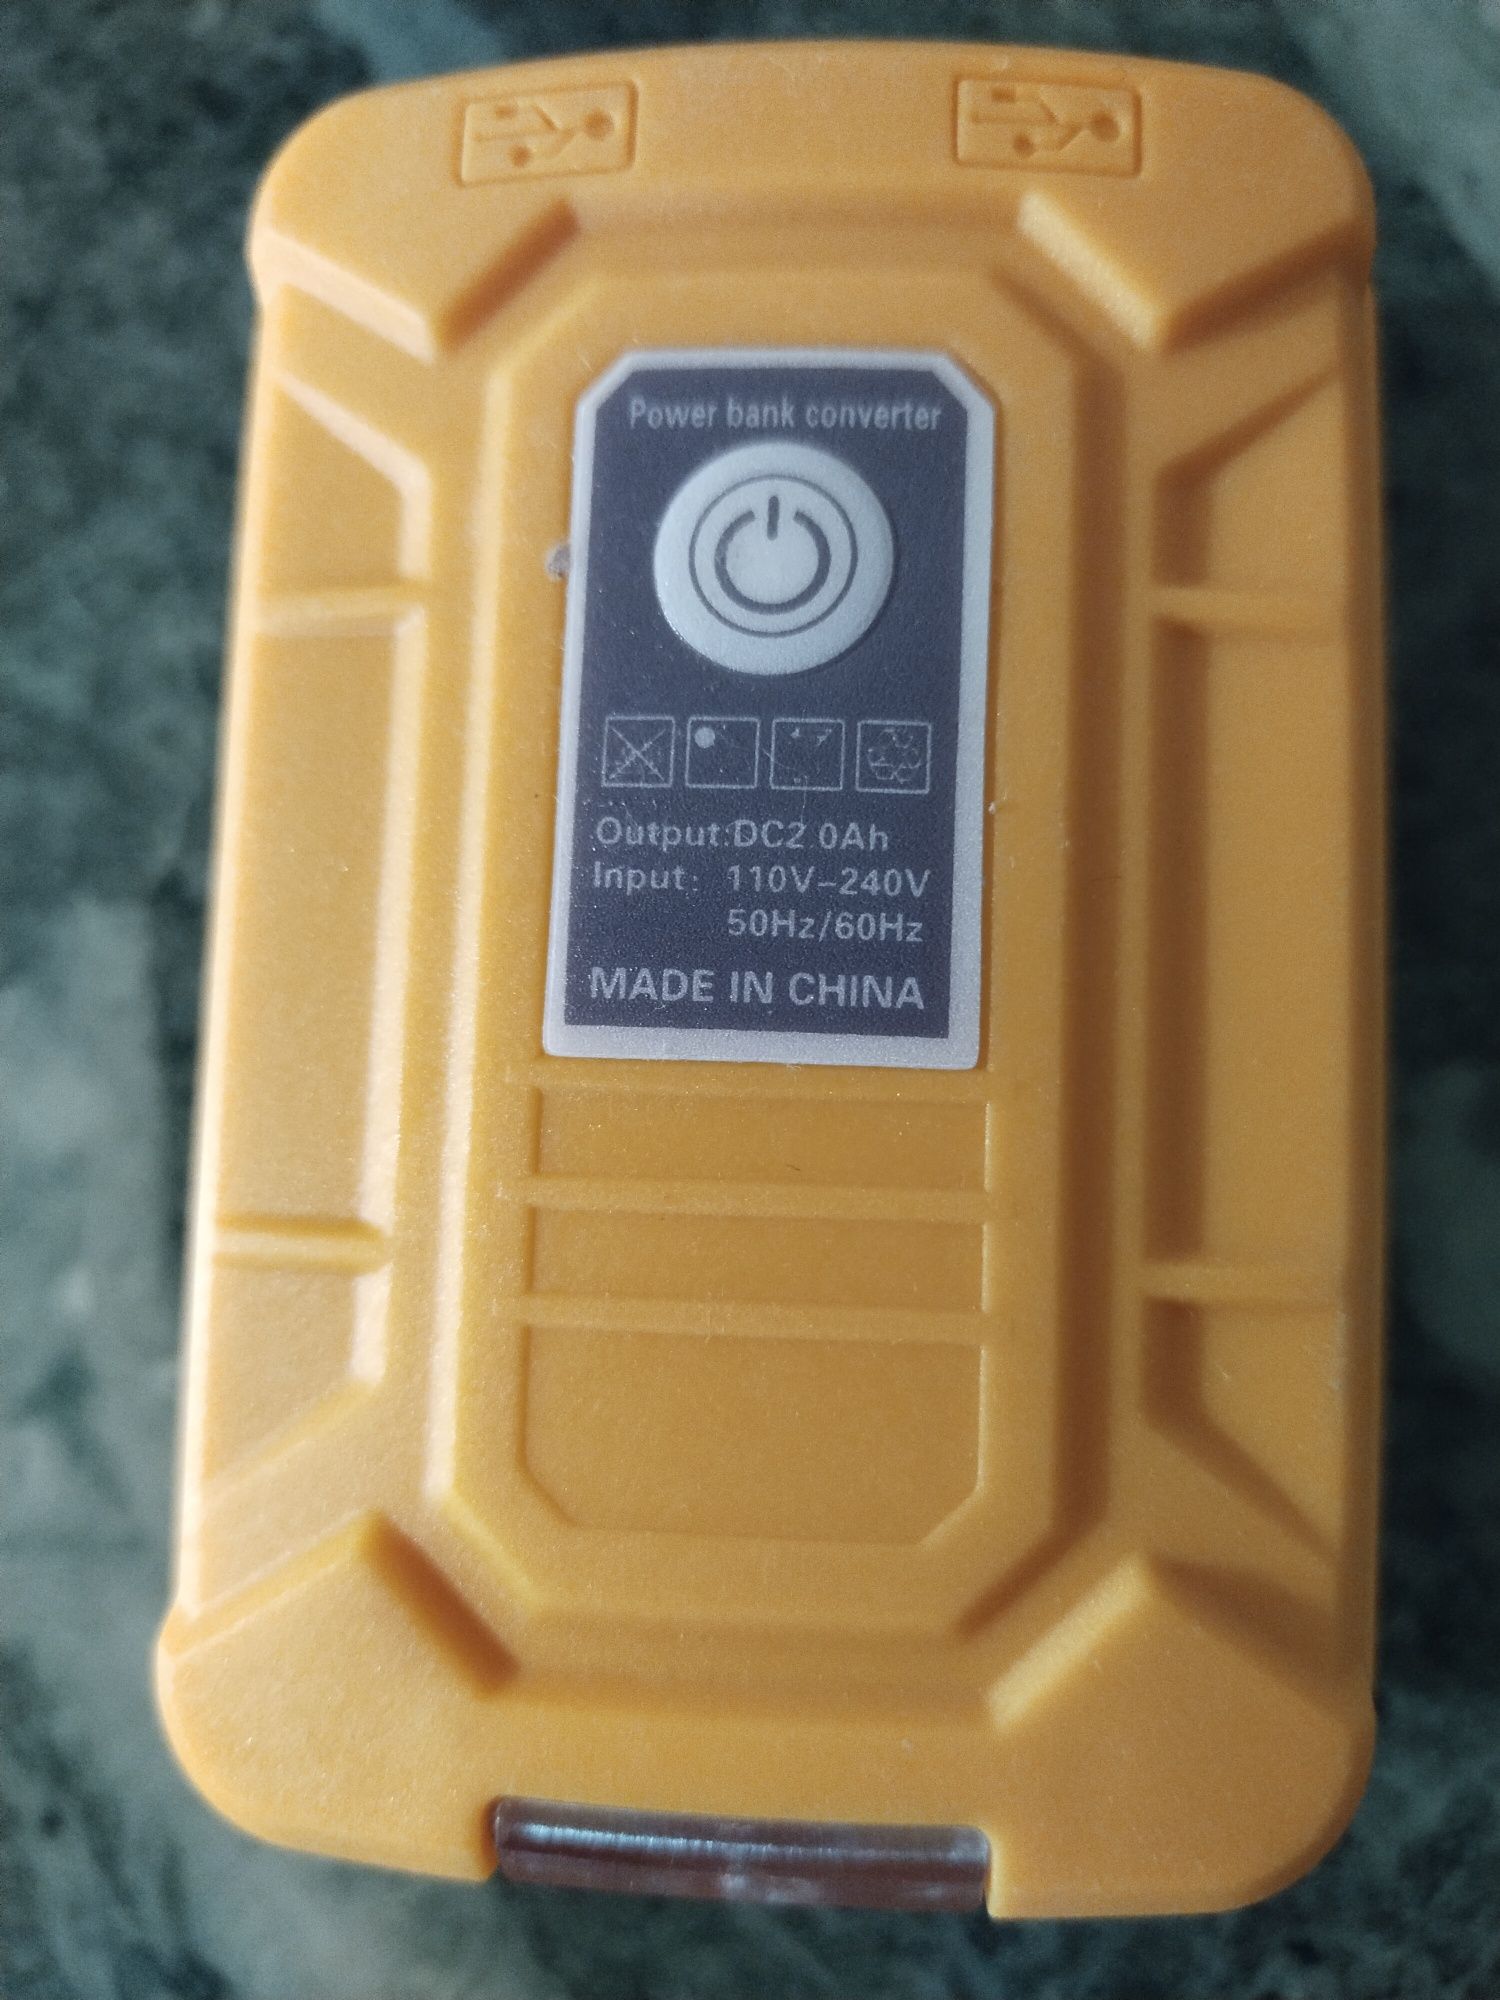 Power bank converter
Output:DC2.0Ah
Input: 110V-240V
50Hz/60Hz
MADE IN CHINA